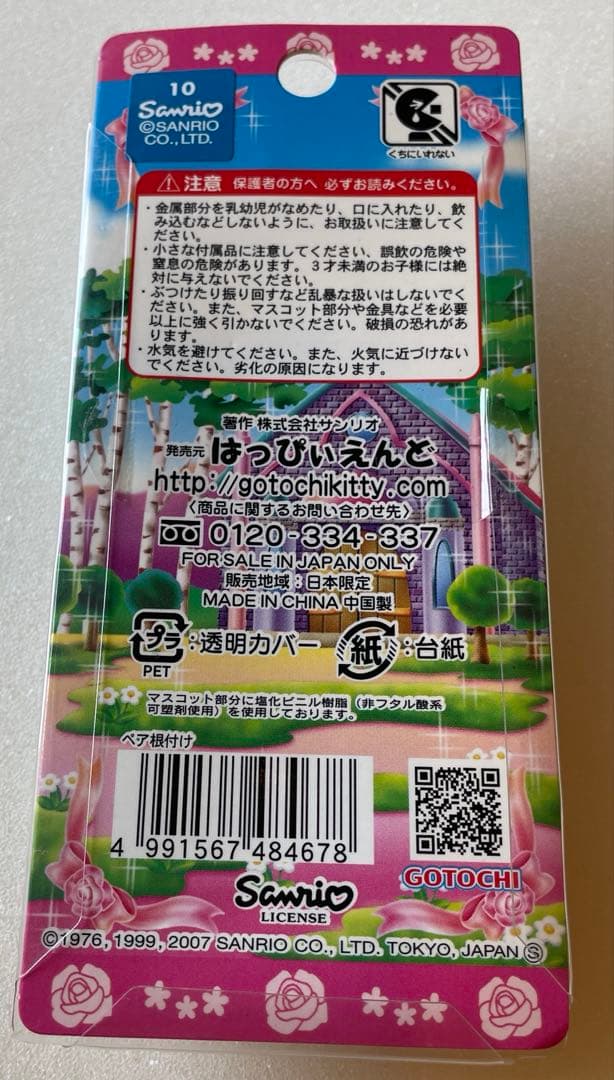 10
Sanrio
©SANRIO
CO., LTD.
くちにいれない
注意 保護者の方へ 必ずお読みください。
・金属部分を乳幼児がなめたり、口に入れたり、飲
み込むなどしないように、お取扱いに注意してく
ださい。
・小さな付属品に注意してください、誤飲の危険や
窒息の危険があります。3才未満のお子様には絶
対に与えないでください。
・ぶつけたり振り回すなど乱暴な扱いはしないでく
ださい。また、マスコット部分や金具などを必要
以上に強く引かないでください。破損の恐れがあ
ります。
・水気を避けてください。また、火気に近づけない
でください。劣化の原因になります。
著作 株式会社サンリオ
発売元 はっぴぃえんど
http://gotochikitty.com
〈商品に関するお問い合わせ先〉
0120-334-337
FOR SALE IN JAPAN ONLY
販売地域：日本限定
MADE IN CHINA 中国製
プラ：透明カバー 紙：台紙
PET
マスコット部分に塩化ビニル樹脂（非フタル酸系
可塑剤使用）を使用しております。
ペア根付け
4 991567 484678
GOTOCHI
Sanrio
LICENSE
©1976, 1999, 2007 SANRIO CO., LTD. TOKYO, JAPAN Ⓢ